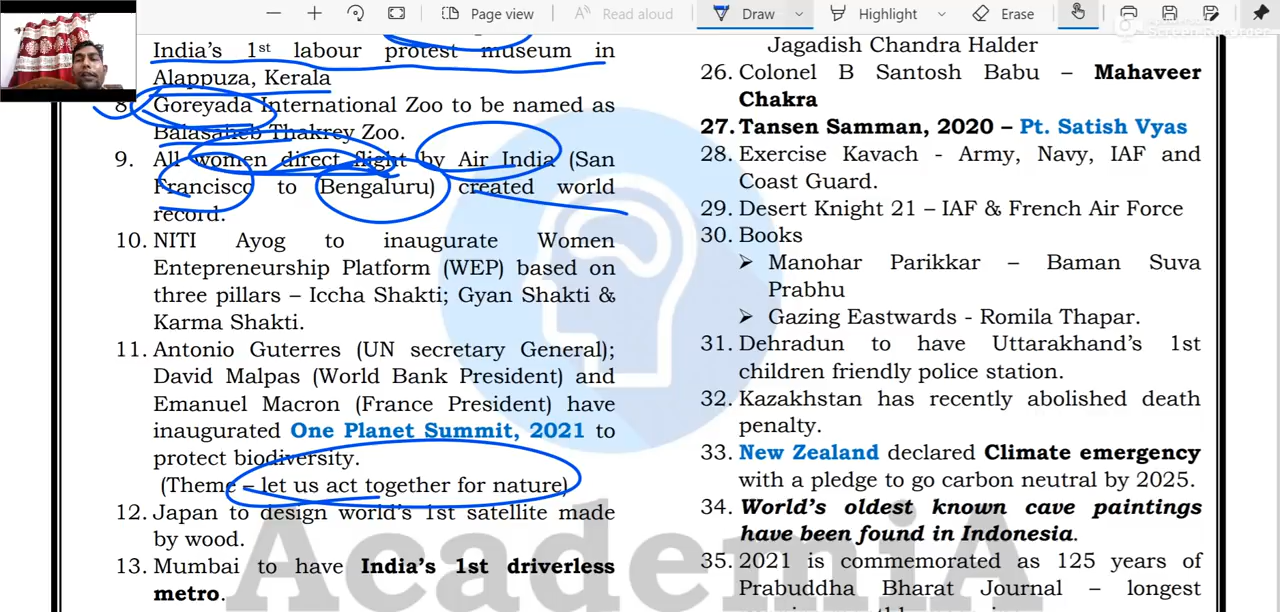 Page view
Read aloud
Draw
Highlight
Erase
Screen Recorder
India's 1st labour protest museum in
Alappuza, Kerala
8. Goreyada International Zoo to be named as
Balasaheb Thakrey Zoo.
9. All women direct flight by Air India (San
Francisco to Bengaluru) created world
record.
10. NITI Ayog to inaugurate Women
Entepreneurship Platform (WEP) based on
three pillars – Iccha Shakti; Gyan Shakti &
Karma Shakti.
11. Antonio Guterres (UN secretary General);
David Malpas (World Bank President) and
Emanuel Macron (France President) have
inaugurated One Planet Summit, 2021 to
protect biodiversity.
(Theme – let us act together for nature)
12. Japan to design world's 1st satellite made
by wood.
13. Mumbai to have India's 1st driverless
metro.
Jagadish Chandra Halder
26. Colonel B Santosh Babu – Mahaveer
Chakra
27. Tansen Samman, 2020 – Pt. Satish Vyas
28. Exercise Kavach - Army, Navy, IAF and
Coast Guard.
29. Desert Knight 21 – IAF & French Air Force
30. Books
➢ Manohar Parikkar – Baman Suva
Prabhu
➢ Gazing Eastwards - Romila Thapar.
31. Dehradun to have Uttarakhand's 1st
children friendly police station.
32. Kazakhstan has recently abolished death
penalty.
33. New Zealand declared Climate emergency
with a pledge to go carbon neutral by 2025.
34. World's oldest known cave paintings
have been found in Indonesia.
35. 2021 is commemorated as 125 years of
Prabuddha Bharat Journal – longest
AcademiA